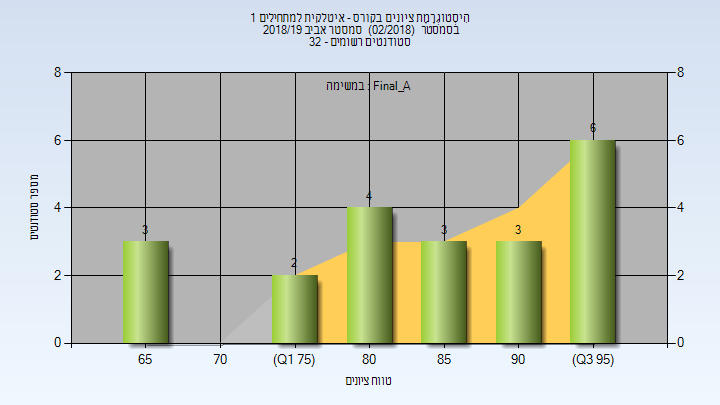 היסטוגרמת ציונים בקורס - איטלקית למתחילים 1
בסמסטר (02/2018) סמסטר אביב 2018/19
סטודנטים רשומים - 32
במשימה : Final_A
8 8
6 6
4 4
2 2
0 0
3 2 4 3 3 6
מספר סטודנטים
65 70 (Q1 75) 80 85 90 (Q3 95)
טווח ציונים